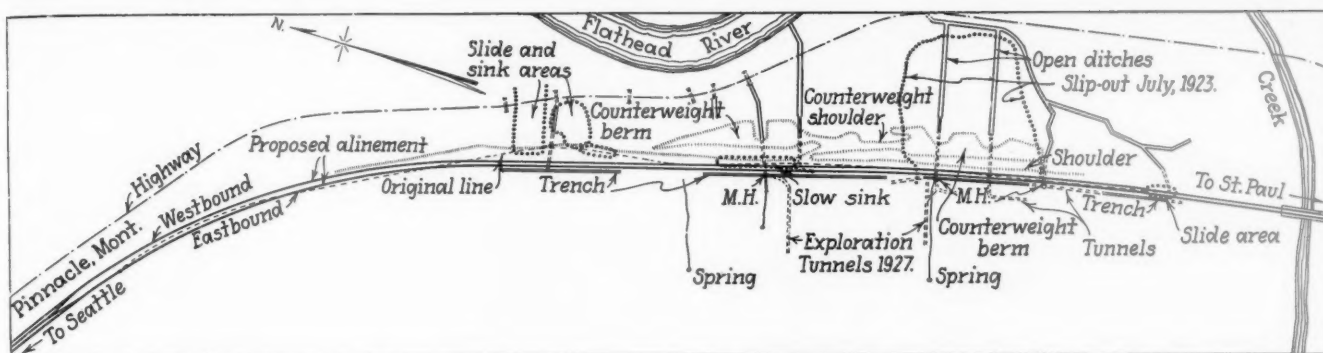 N.
Flathead
River
Slide and
sink areas
Counterweight
berm
Counterweight
shoulder
Open ditches
Slip-out July, 1923.
Creek
Highway
Proposed alinement
Westbound
Eastbound
Original line
Trench
M.H.
Slow sink
M.H.
Shoulder
To St. Paul
Trench
Slide area
Tunnels
Counterweight
berm
Exploration
Tunnels 1927.
Spring
Spring
Pinnacle, Mont.
To Seattle